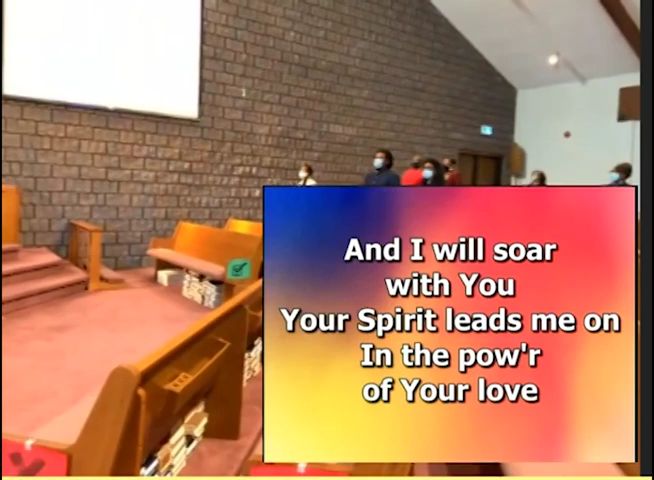 And I will soar
with You
Your Spirit leads me on
In the pow'r
of Your love